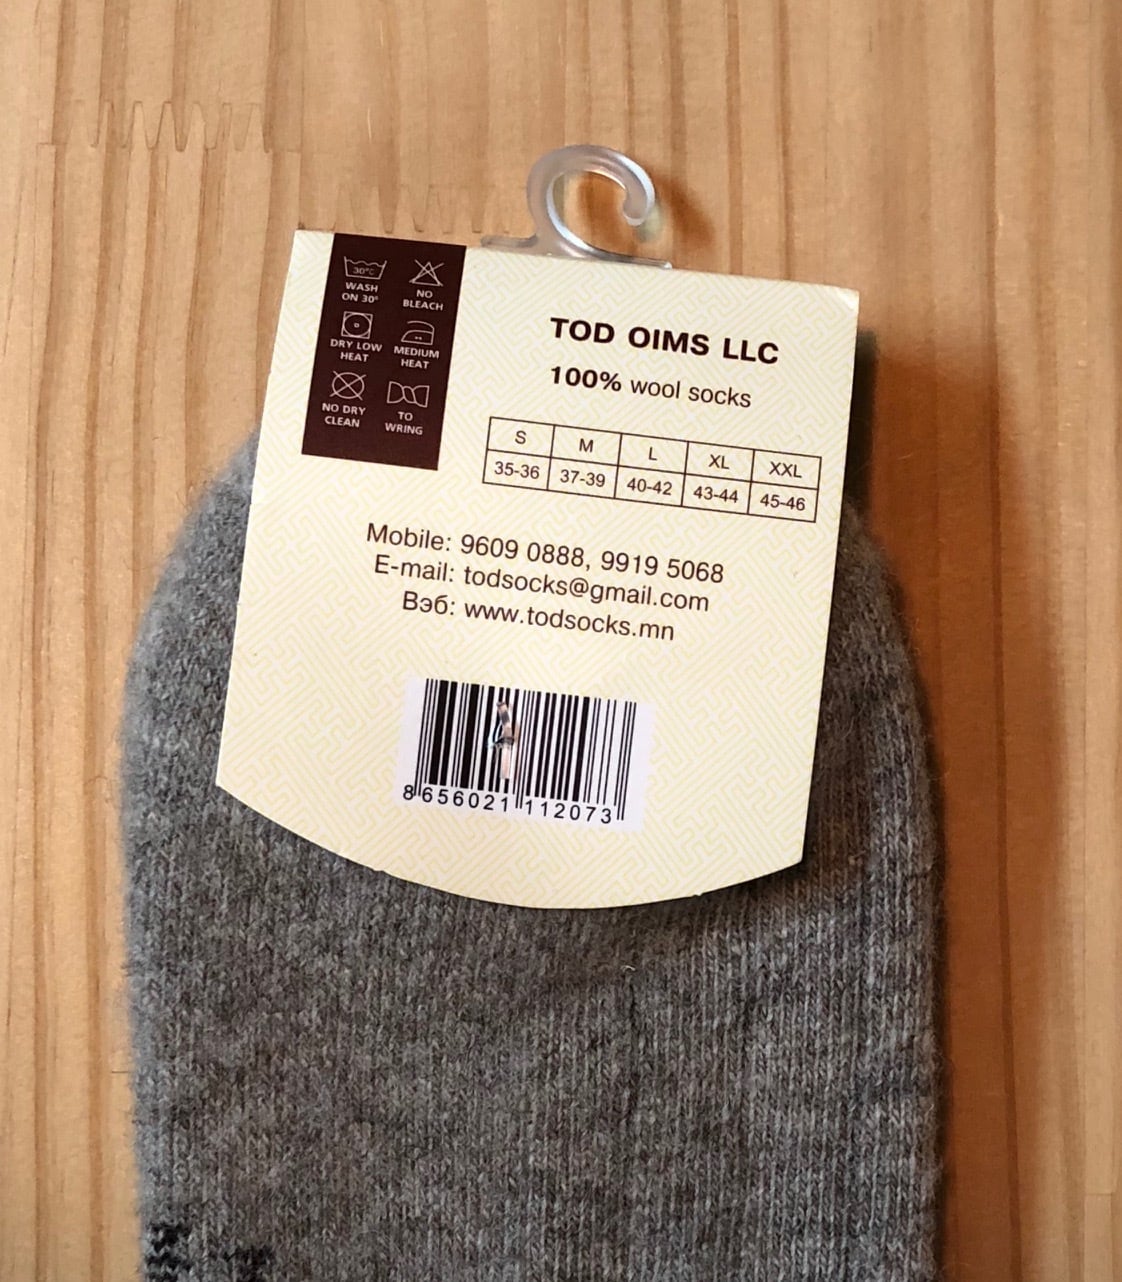 30°C
WASH
ON 30°
NO
BLEACH
DRY LOW
HEAT
MEDIUM
HEAT
NO DRY
CLEAN
TO
WRING
TOD OIMS LLC
100% wool socks
S M L XL XXL
35-36 37-39 40-42 43-44 45-46
Mobile: 9609 0888, 9919 5068
E-mail: todsocks@gmail.com
Вэб: www.todsocks.mn
8 656021 112073